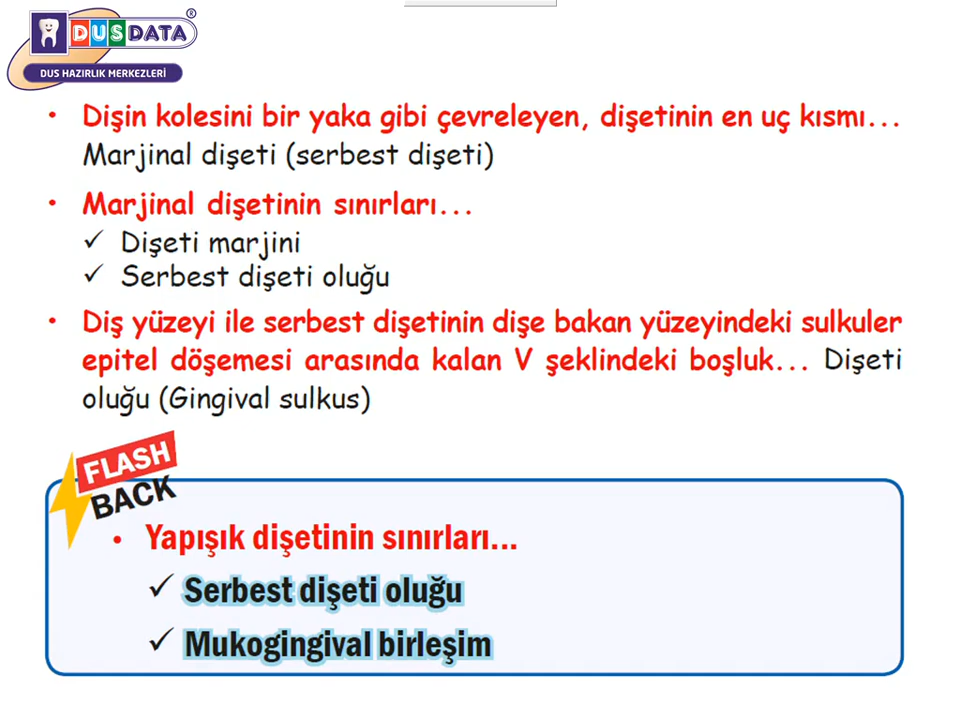 DUSDATA®
DUS HAZIRLIK MERKEZLERİ
• Dişin kolesini bir yaka gibi çevreleyen, dişetinin en uç kısmı...
Marjinal dişeti (serbest dişeti)
• Marjinal dişetinin sınırları...
✓ Dişeti marjini
✓ Serbest dişeti oluğu
• Diş yüzeyi ile serbest dişetinin dişe bakan yüzeyindeki sulkuler
epitel döşemesi arasında kalan V şeklindeki boşluk... Dişeti
oluğu (Gingival sulkus)
FLASH
BACK
• Yapışık dişetinin sınırları...
✓ Serbest dişeti oluğu
✓ Mukogingival birleşim